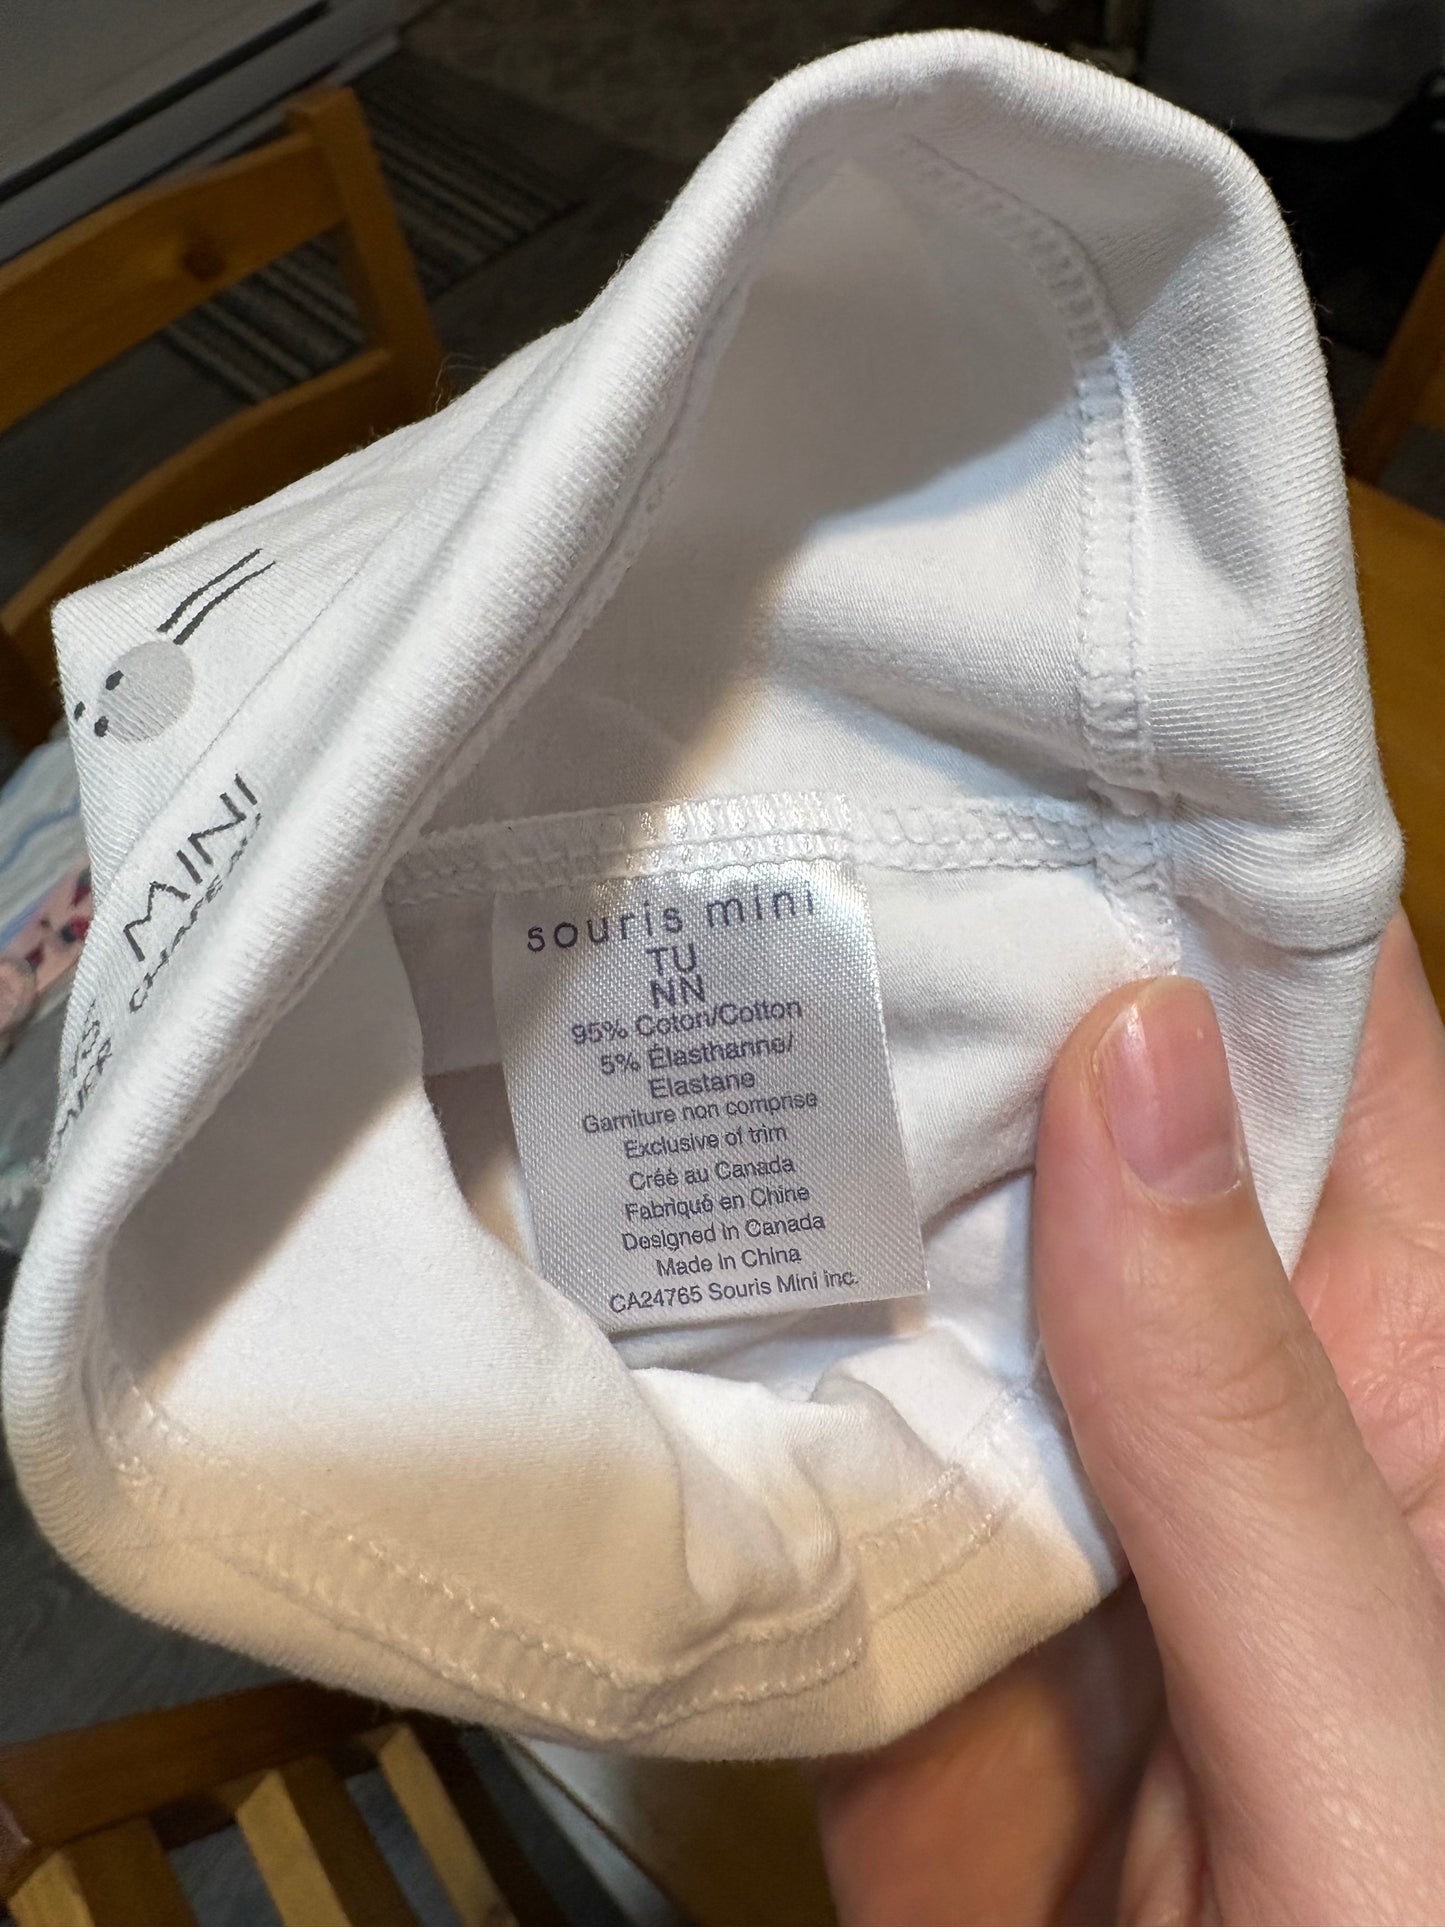 MINI
souris mini
TU
NN
95% Coton/Cotton
5% Élasthanne/
Elastane
Garniture non comprise
Exclusive of trim
Créé au Canada
Fabriqué en Chine
Designed in Canada
Made in China
CA24765 Souris Mini inc.